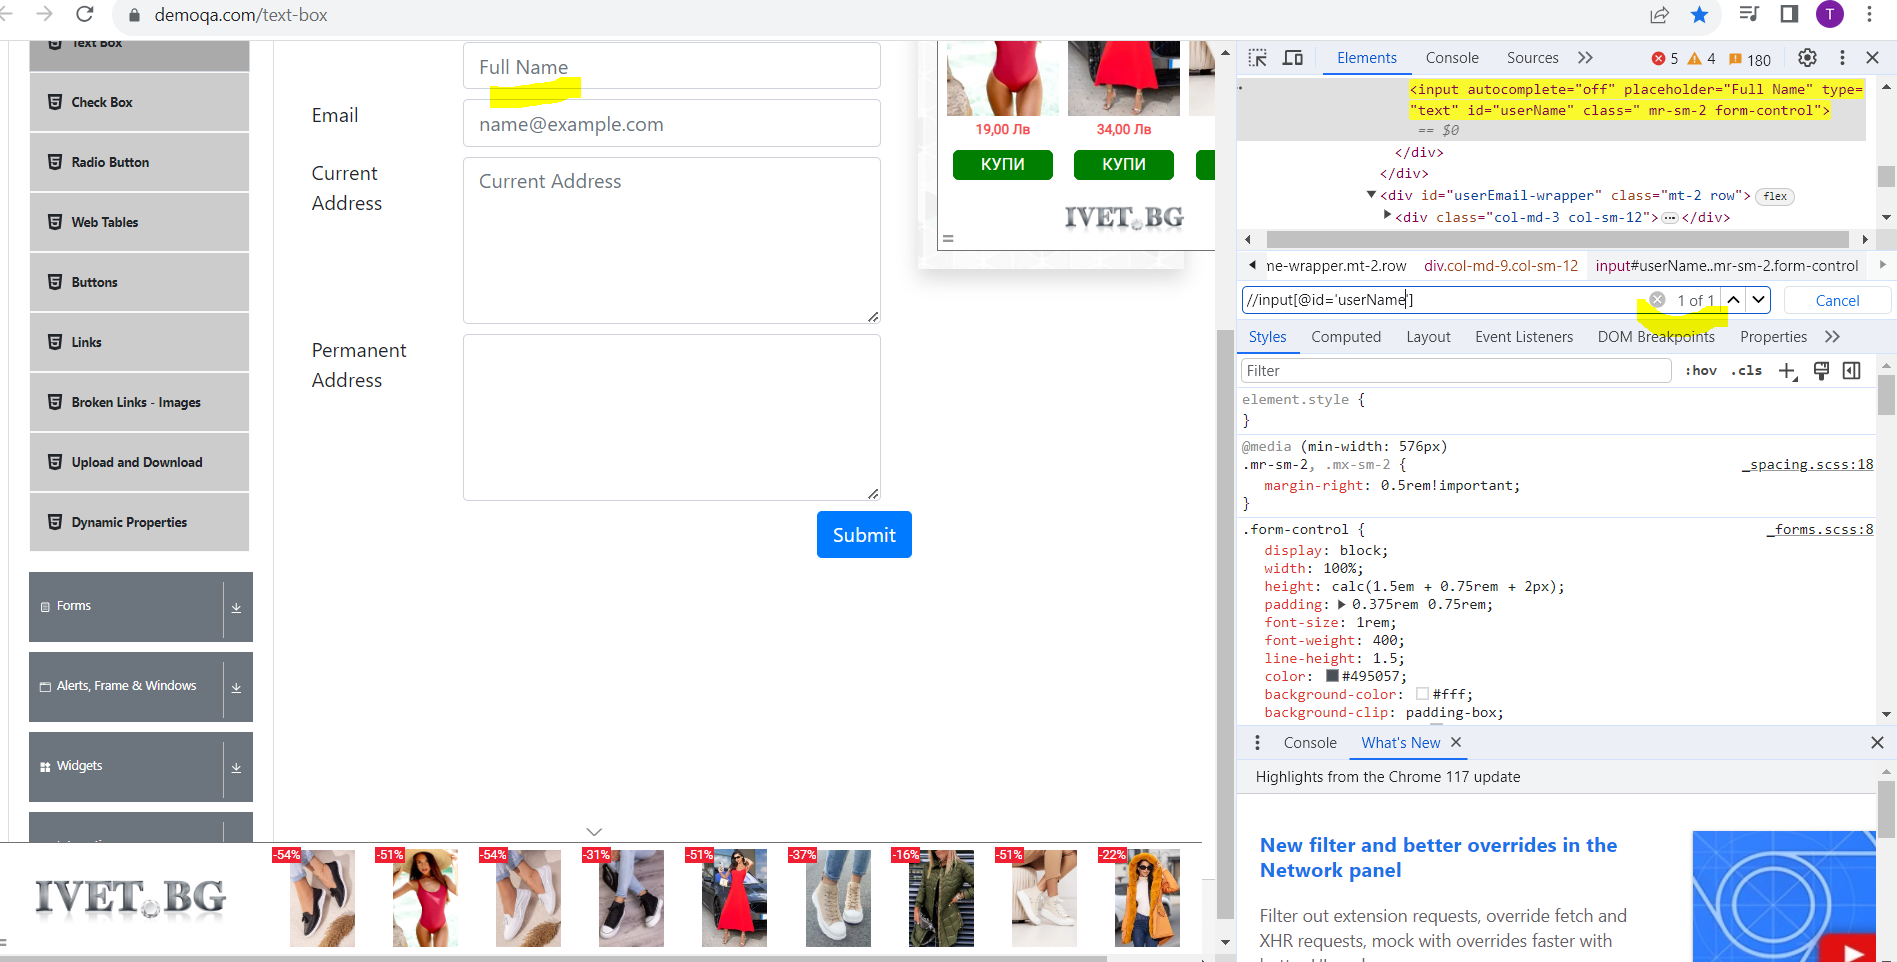 demoqa.com/text-box
T
Text Box
Check Box
Radio Button
Web Tables
Buttons
Links
Broken Links - Images
Upload and Download
Dynamic Properties
Forms
Alerts, Frame & Windows
Widgets
Full Name
Email
name@example.com
Current
Address
Current Address
Permanent
Address
Submit
19,00 Лв
34,00 Лв
КУПИ
КУПИ
IVET.BG
IVET.BG
-54%
-51%
-54%
-31%
-51%
-37%
-16%
-51%
-22%
Elements
Console
Sources
5
4
180
<input autocomplete="off" placeholder="Full Name" type=
"text" id="userName" class=" mr-sm-2 form-control">
== $0
</div>
</div>
<div id="userEmail-wrapper" class="mt-2 row">
flex
<div class="col-md-3 col-sm-12">…</div>
me-wrapper.mt-2.row
div.col-md-9.col-sm-12
input#userName..mr-sm-2.form-control
//input[@id='userName']
1 of 1
Cancel
Styles
Computed
Layout
Event Listeners
DOM Breakpoints
Properties
Filter
:hov
.cls
element.style {
}
@media (min-width: 576px)
.mr-sm-2, .mx-sm-2 {
_spacing.scss:18
margin-right: 0.5rem!important;
}
.form-control {
_forms.scss:8
display: block;
width: 100%;
height: calc(1.5em + 0.75rem + 2px);
padding: 0.375rem 0.75rem;
font-size: 1rem;
font-weight: 400;
line-height: 1.5;
color: #495057;
background-color: #fff;
background-clip: padding-box;
Console
What's New
Highlights from the Chrome 117 update
New filter and better overrides in the
Network panel
Filter out extension requests, override fetch and
XHR requests, mock with overrides faster with